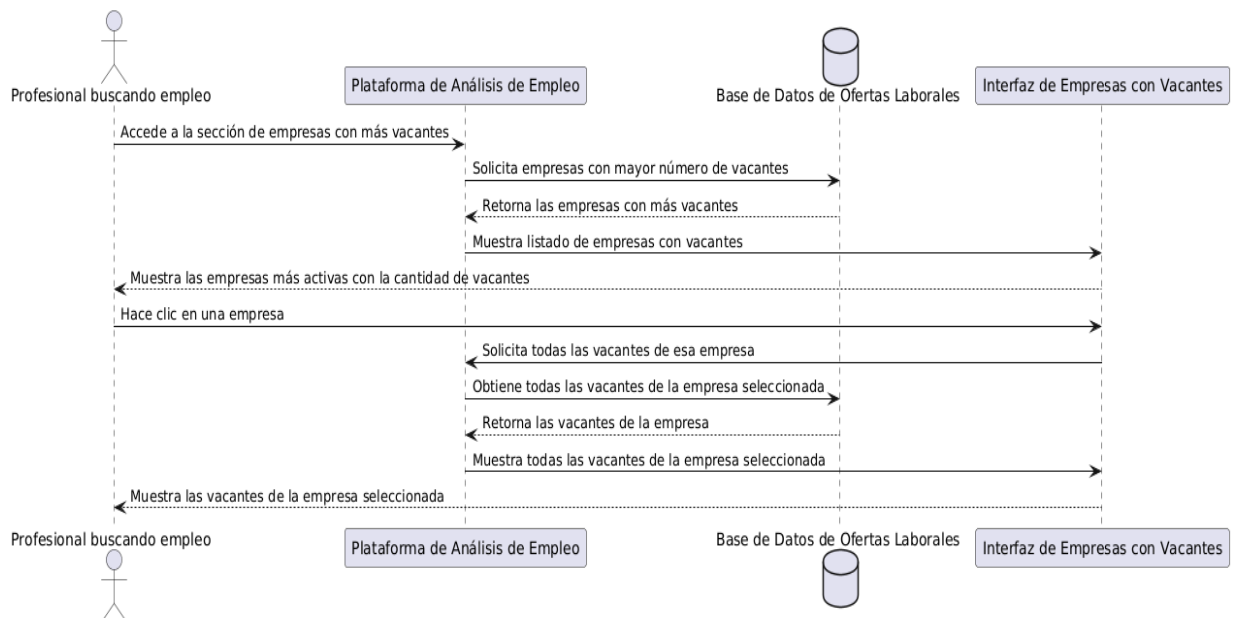 Profesional buscando empleo
Plataforma de Análisis de Empleo
Base de Datos de Ofertas Laborales
Interfaz de Empresas con Vacantes
Accede a la sección de empresas con más vacantes
Solicita empresas con mayor número de vacantes
Retorna las empresas con más vacantes
Muestra listado de empresas con vacantes
Muestra las empresas más activas con la cantidad de vacantes
Hace clic en una empresa
Solicita todas las vacantes de esa empresa
Obtiene todas las vacantes de la empresa seleccionada
Retorna las vacantes de la empresa
Muestra todas las vacantes de la empresa seleccionada
Muestra las vacantes de la empresa seleccionada
Profesional buscando empleo
Plataforma de Análisis de Empleo
Base de Datos de Ofertas Laborales
Interfaz de Empresas con Vacantes